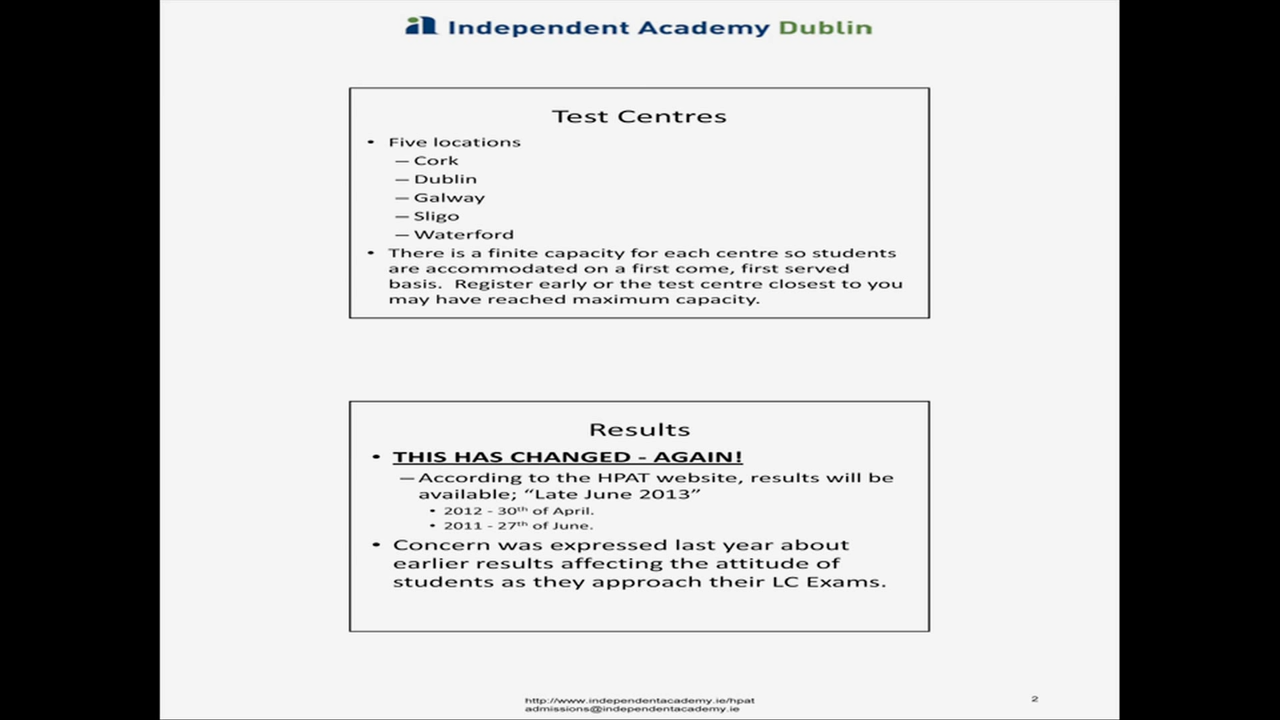 Independent Academy Dublin
Test Centres
• Five locations
– Cork
– Dublin
– Galway
– Sligo
– Waterford
• There is a finite capacity for each centre so students
are accommodated on a first come, first served
basis. Register early or the test centre closest to you
may have reached maximum capacity.
Results
• THIS HAS CHANGED - AGAIN!
– According to the HPAT website, results will be
available; “Late June 2013”
• 2012 - 30th of April.
• 2011 - 27th of June.
• Concern was expressed last year about
earlier results affecting the attitude of
students as they approach their LC Exams.
http://www.independentacademy.ie/hpat
admissions@independentacademy.ie
2